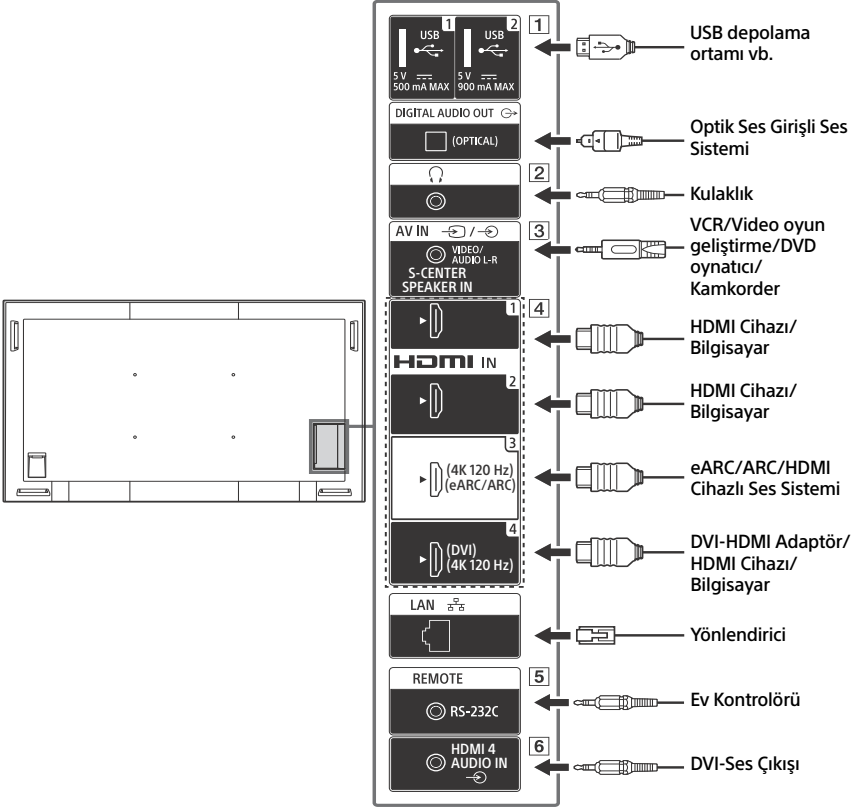 1
USB
5 V
500 mA MAX
2
USB
5 V
900 mA MAX
1
USB depolama
ortamı vb.
DIGITAL AUDIO OUT
(OPTICAL)
Optik Ses Girişli Ses
Sistemi
2
Kulaklık
AV IN
/
3
VIDEO/
AUDIO L-R
S-CENTER
SPEAKER IN
VCR/Video oyun
geliştirme/DVD
oynatıcı/
Kamkorder
1
4
HDMI Cihazı/
Bilgisayar
HDMI IN
2
HDMI Cihazı/
Bilgisayar
3
(4K 120 Hz)
(eARC/ARC)
eARC/ARC/HDMI
Cihazlı Ses Sistemi
4
(DVI)
(4K 120 Hz)
DVI-HDMI Adaptör/
HDMI Cihazı/
Bilgisayar
LAN
Yönlendirici
REMOTE
5
RS-232C
Ev Kontrolörü
HDMI 4
AUDIO IN
6
DVI-Ses Çıkışı